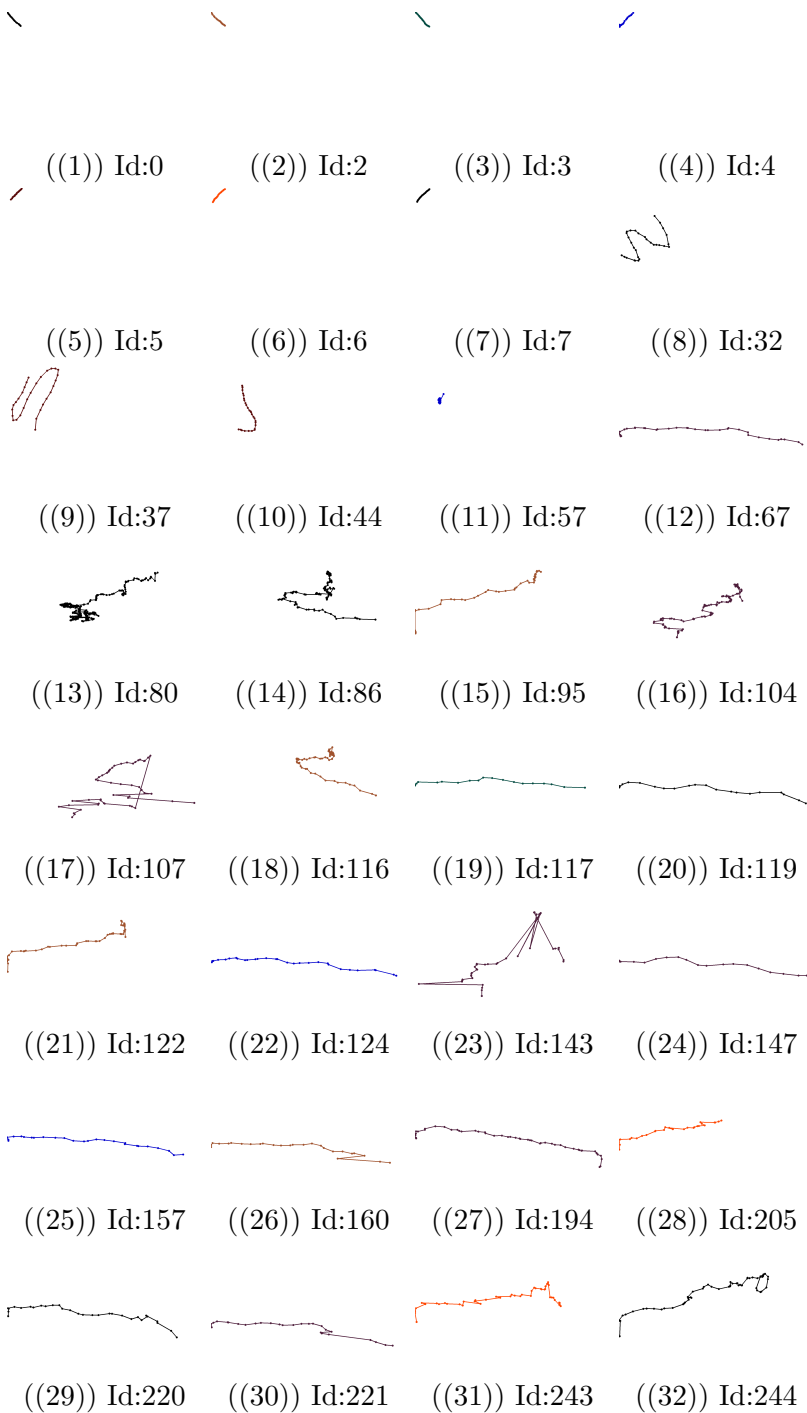 ((1)) Id:0 ((2)) Id:2 ((3)) Id:3 ((4)) Id:4
((5)) Id:5 ((6)) Id:6 ((7)) Id:7 ((8)) Id:32
((9)) Id:37 ((10)) Id:44 ((11)) Id:57 ((12)) Id:67
((13)) Id:80 ((14)) Id:86 ((15)) Id:95 ((16)) Id:104
((17)) Id:107 ((18)) Id:116 ((19)) Id:117 ((20)) Id:119
((21)) Id:122 ((22)) Id:124 ((23)) Id:143 ((24)) Id:147
((25)) Id:157 ((26)) Id:160 ((27)) Id:194 ((28)) Id:205
((29)) Id:220 ((30)) Id:221 ((31)) Id:243 ((32)) Id:244